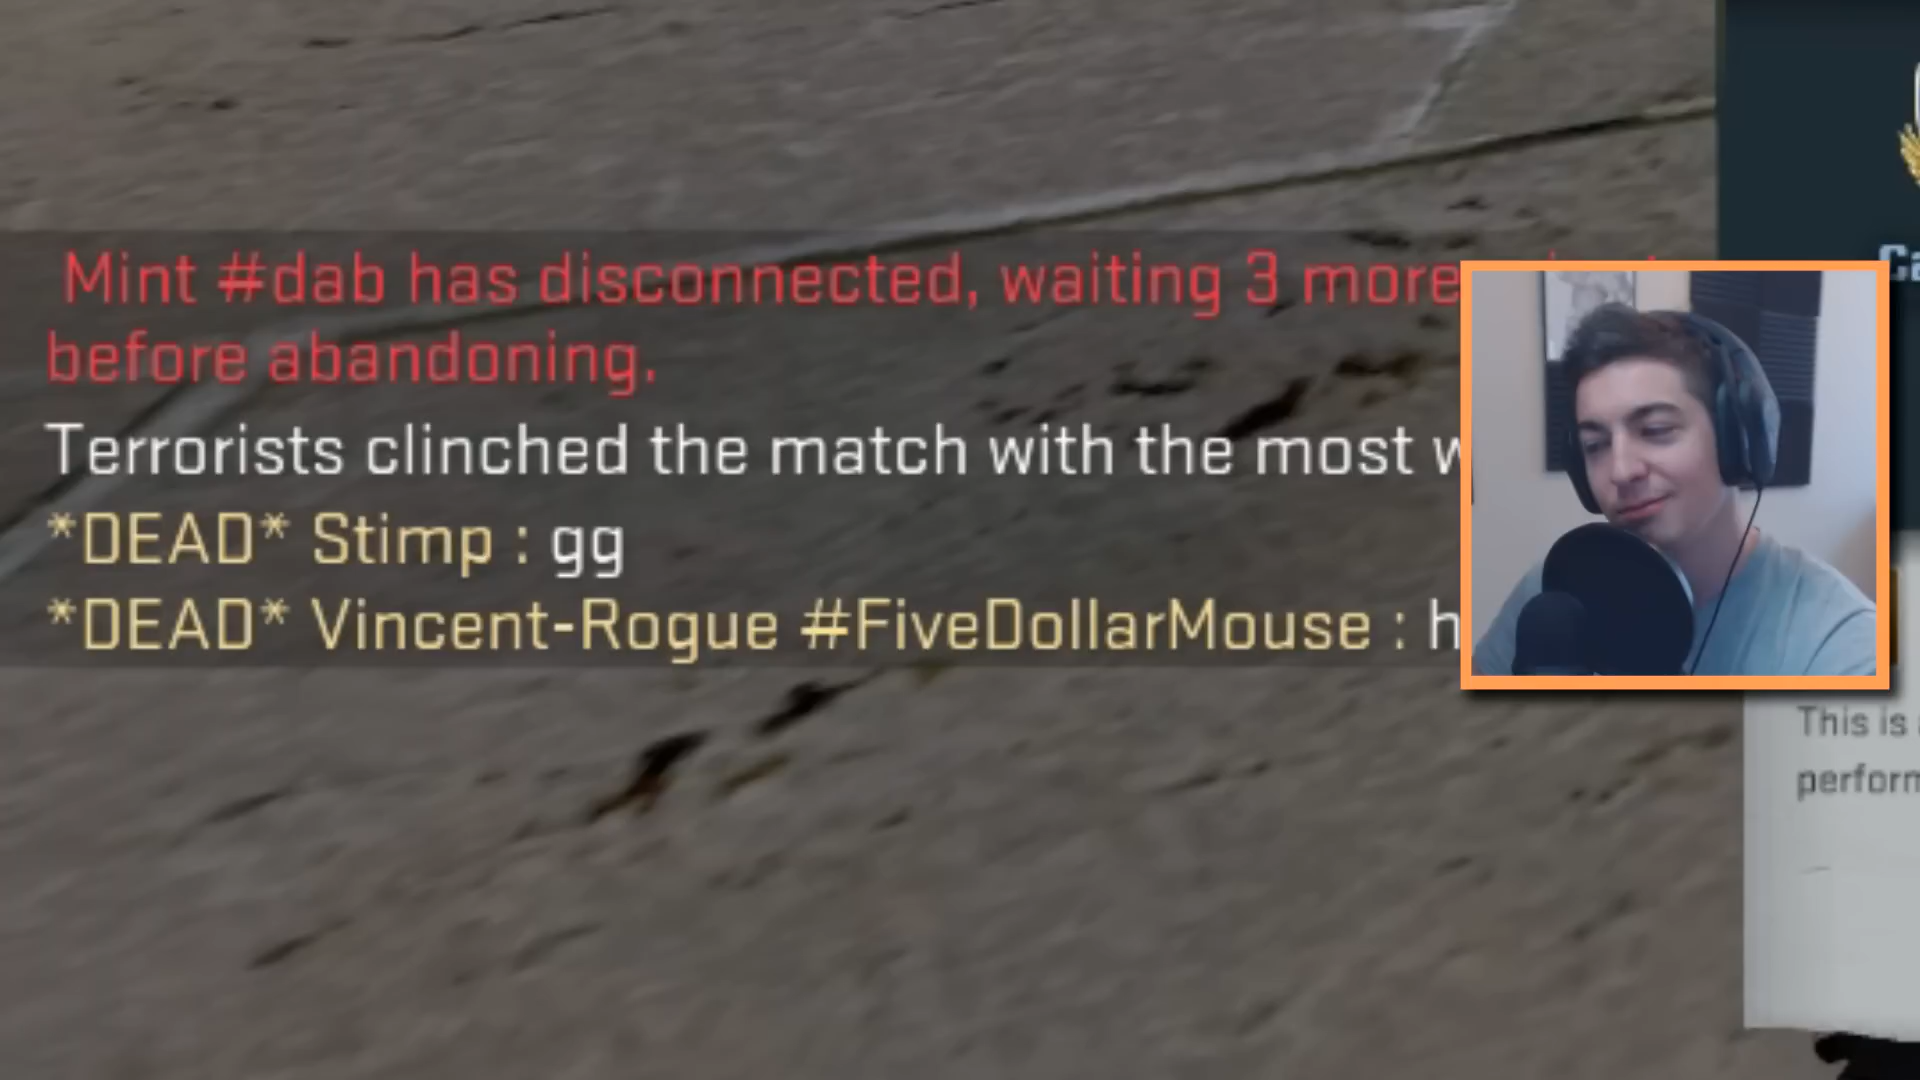 Mint #dab has disconnected, waiting 3 more
before abandoning.
Terrorists clinched the match with the most
*DEAD* Stimp : gg
*DEAD* Vincent-Rogue #FiveDollarMouse :
This is